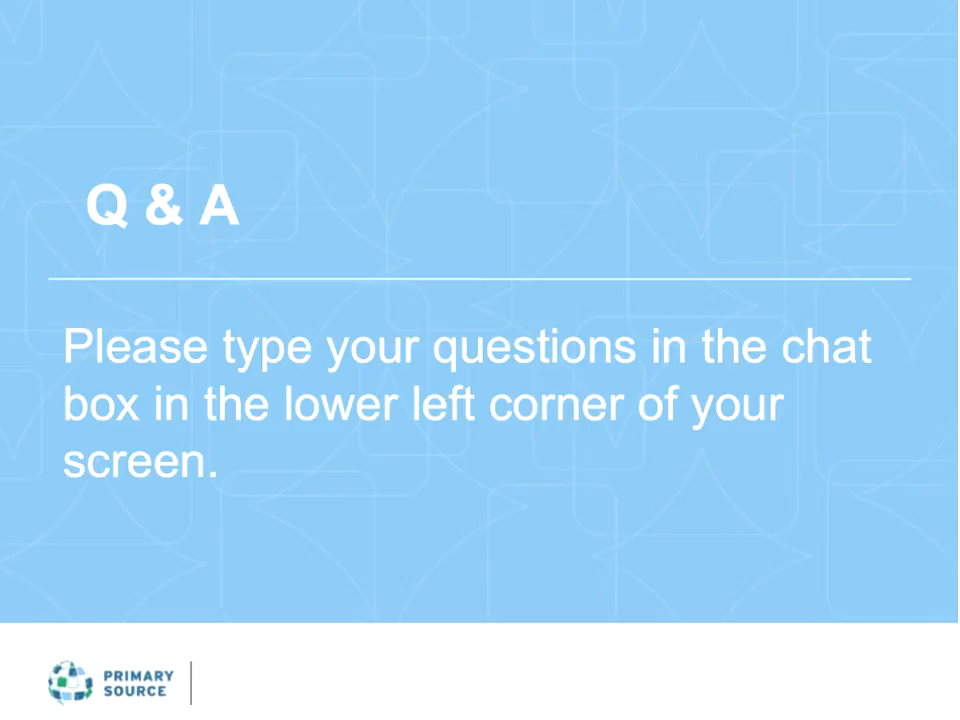 Q & A
Please type your questions in the chat
box in the lower left corner of your
screen.
PRIMARY
SOURCE